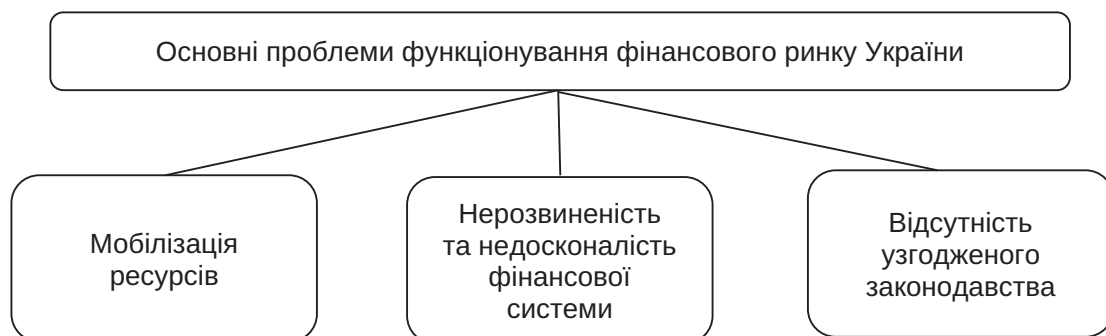 Основні проблеми функціонування фінансового ринку України
Мобілізація
ресурсів
Нерозвиненість
та недосконалість
фінансової
системи
Відсутність
узгодженого
законодавства